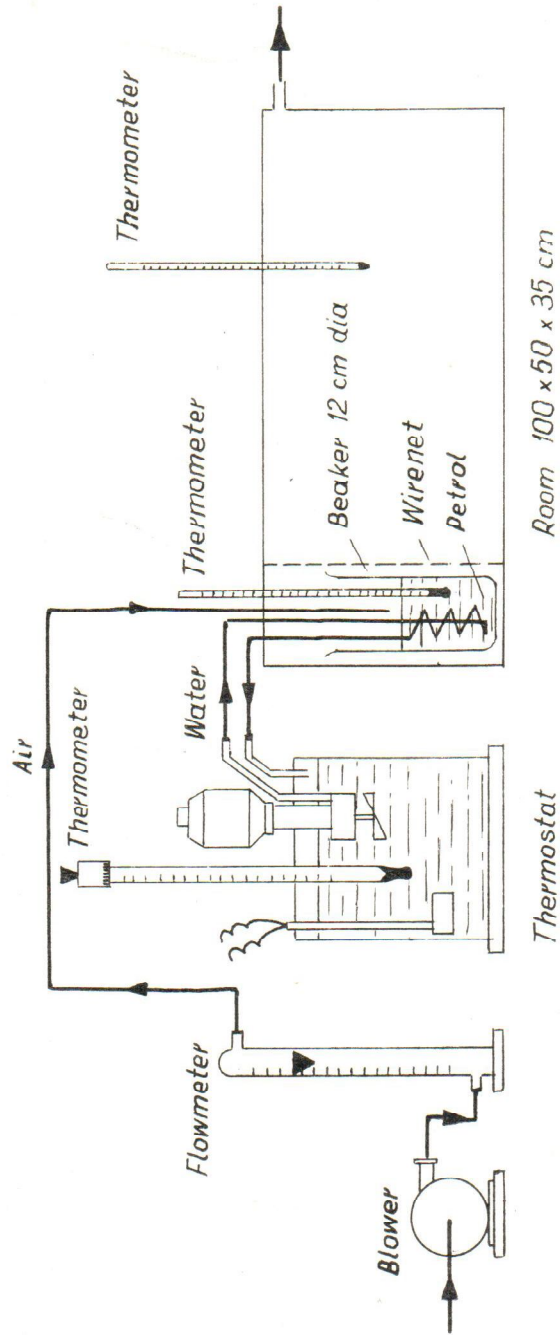 Air
Thermometer
Thermometer
Thermometer
Flowmeter
Water
Beaker 12 cm dia
Wirenet
Petrol
Blower
Thermostat
Room 100 x 50 x 35 cm